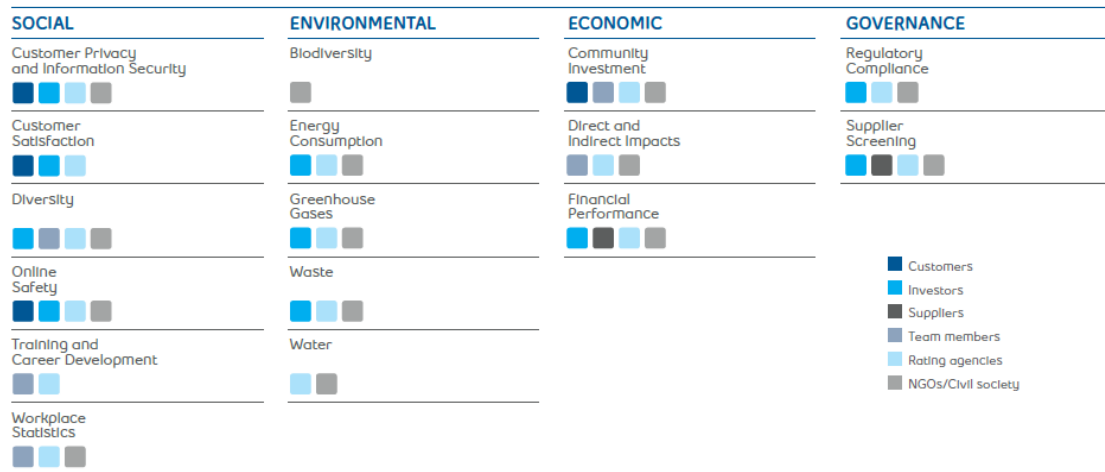 SOCIAL
Customer Privacy
and Information Security
Customer
Satisfaction
Diversity
Online
Safety
Training and
Career Development
Workplace
Statistics
ENVIRONMENTAL
Biodiversity
Energy
Consumption
Greenhouse
Gases
Waste
Water
ECONOMIC
Community
Investment
Direct and
Indirect Impacts
Financial
Performance
GOVERNANCE
Regulatory
Compliance
Supplier
Screening
Customers
Investors
Suppliers
Team members
Rating agencies
NGOs/Civil society